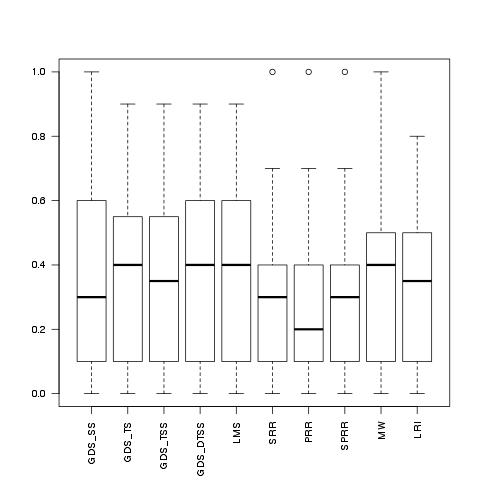 1.0
0.8
0.6
0.4
0.2
0.0
GDS_SS
GDS_TS
GDS_TSS
GDS_DTSS
LMS
SRR
PRR
SPRR
MW
LRI